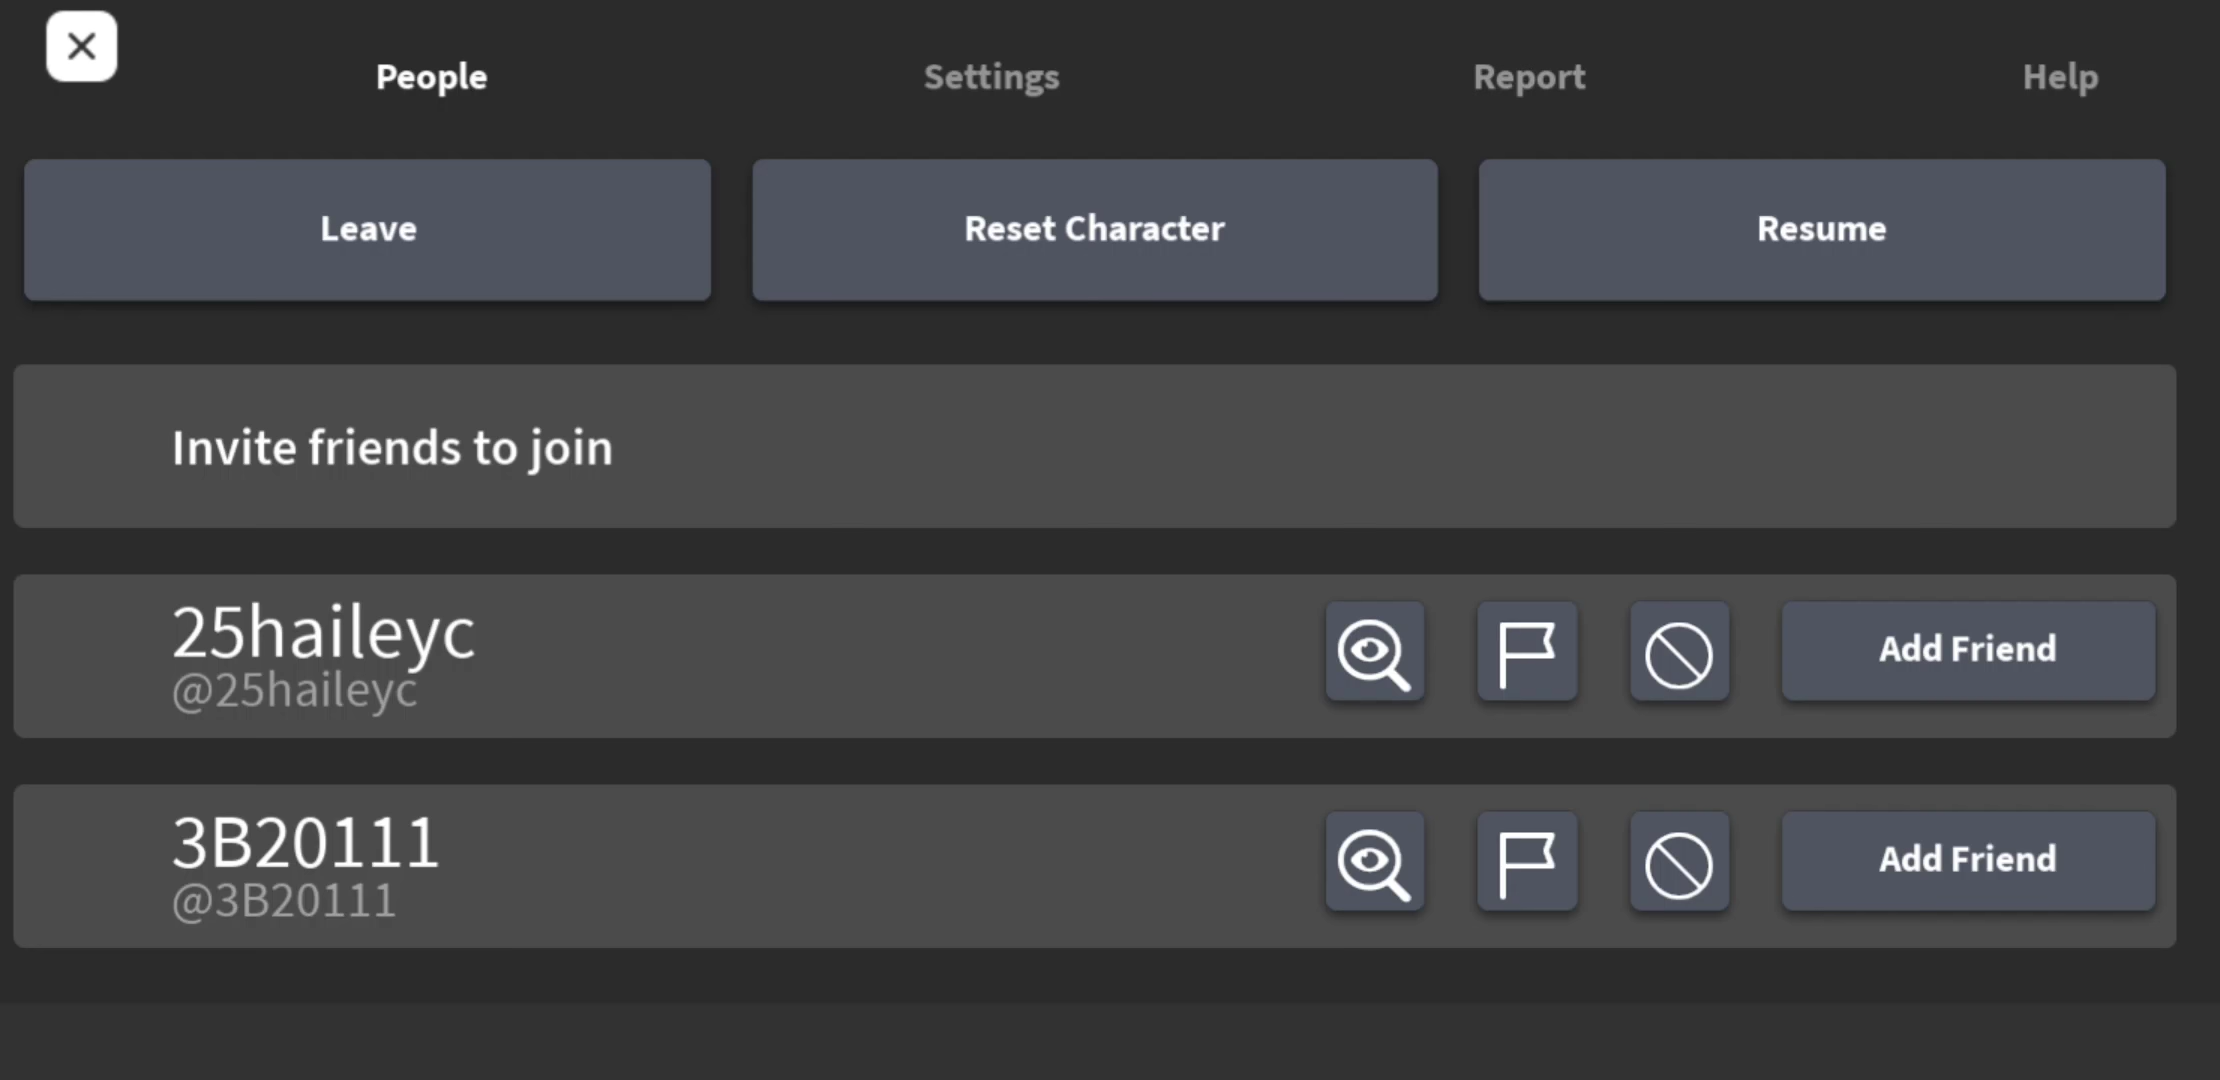 People
Settings
Report
Help
Leave
Reset Character
Resume
Invite friends to join
25haileyc
@25haileyc
Add Friend
3B20111
@3B20111
Add Friend